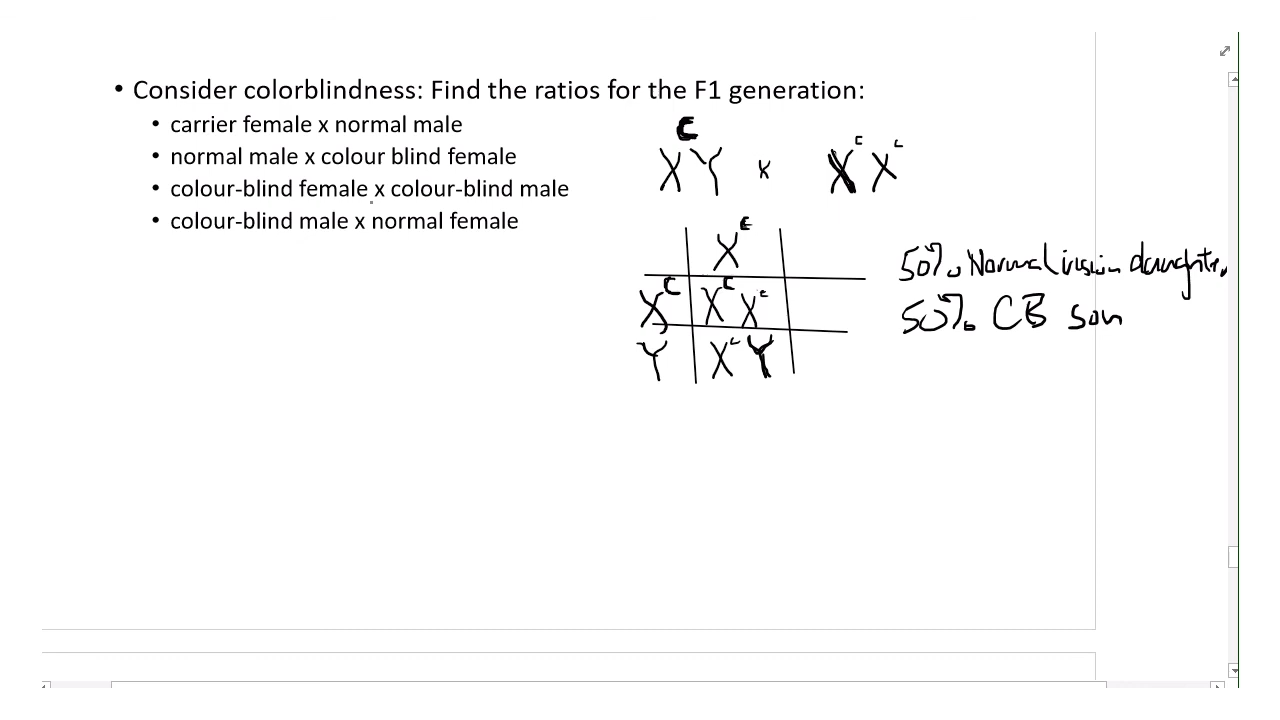 • Consider colorblindness: Find the ratios for the F1 generation:
• carrier female x normal male
• normal male x colour blind female
• colour-blind female x colour-blind male
• colour-blind male x normal female
X^C Y x X^c X^c
X^c
X^C X^C X^c
Y X^c Y
50% Normal vision daughter
50% CB son